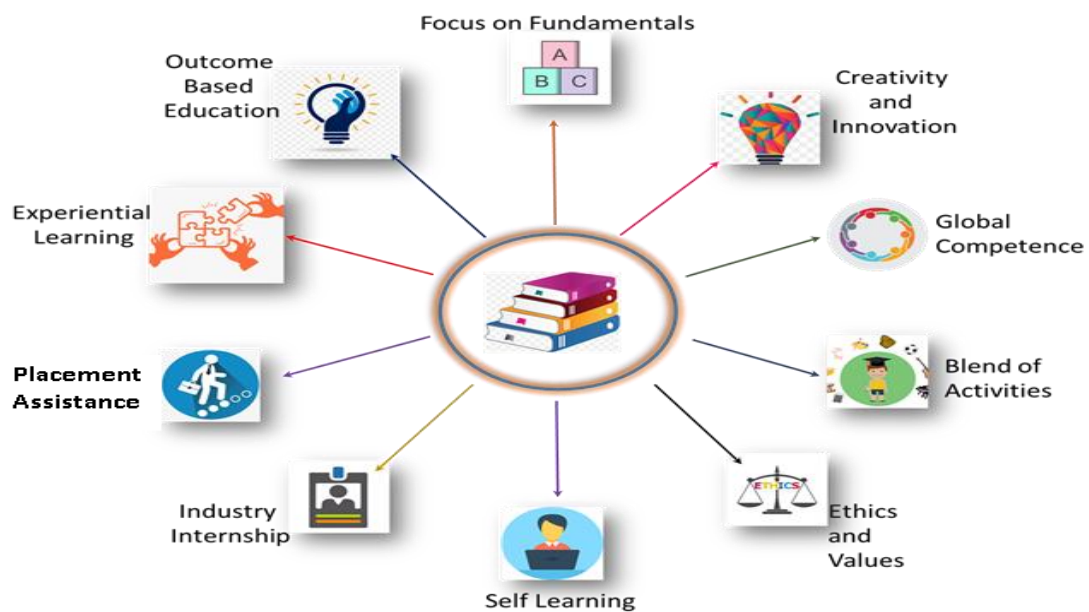 Focus on Fundamentals
A
B C
Outcome
Based
Education
Creativity
and
Innovation
Experiential
Learning
Global
Competence
Placement
Assistance
Blend of
Activities
Industry
Internship
ETHICS
Ethics
and
Values
Self Learning